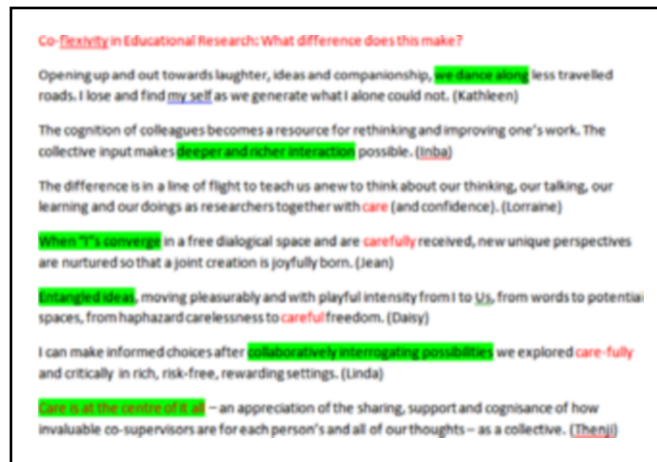 Co-flexivity in Educational Research: What difference does this make?
Opening up and out towards laughter, ideas and companionship, we dance along less travelled
roads. I lose and find my self as we generate what I alone could not. (Kathleen)
The cognition of colleagues becomes a resource for rethinking and improving one's work. The
collective input makes deeper and richer interaction possible. (Inba)
The difference is in a line of flight to teach us anew to think about our thinking, our talking, our
learning and our doings as researchers together with care (and confidence). (Lorraine)
When "I"s converge in a free dialogical space and are carefully received, new unique perspectives
are nurtured so that a joint creation is joyfully born. (Jean)
Entangled ideas, moving pleasurably and with playful intensity from I to Us, from words to potential
spaces, from haphazard carelessness to careful freedom. (Daisy)
I can make informed choices after collaboratively interrogating possibilities we explored care-fully
and critically in rich, risk-free, rewarding settings. (Linda)
Care is at the centre of it all – an appreciation of the sharing, support and cognisance of how
invaluable co-supervisors are for each person's and all of our thoughts – as a collective. (Thenji)